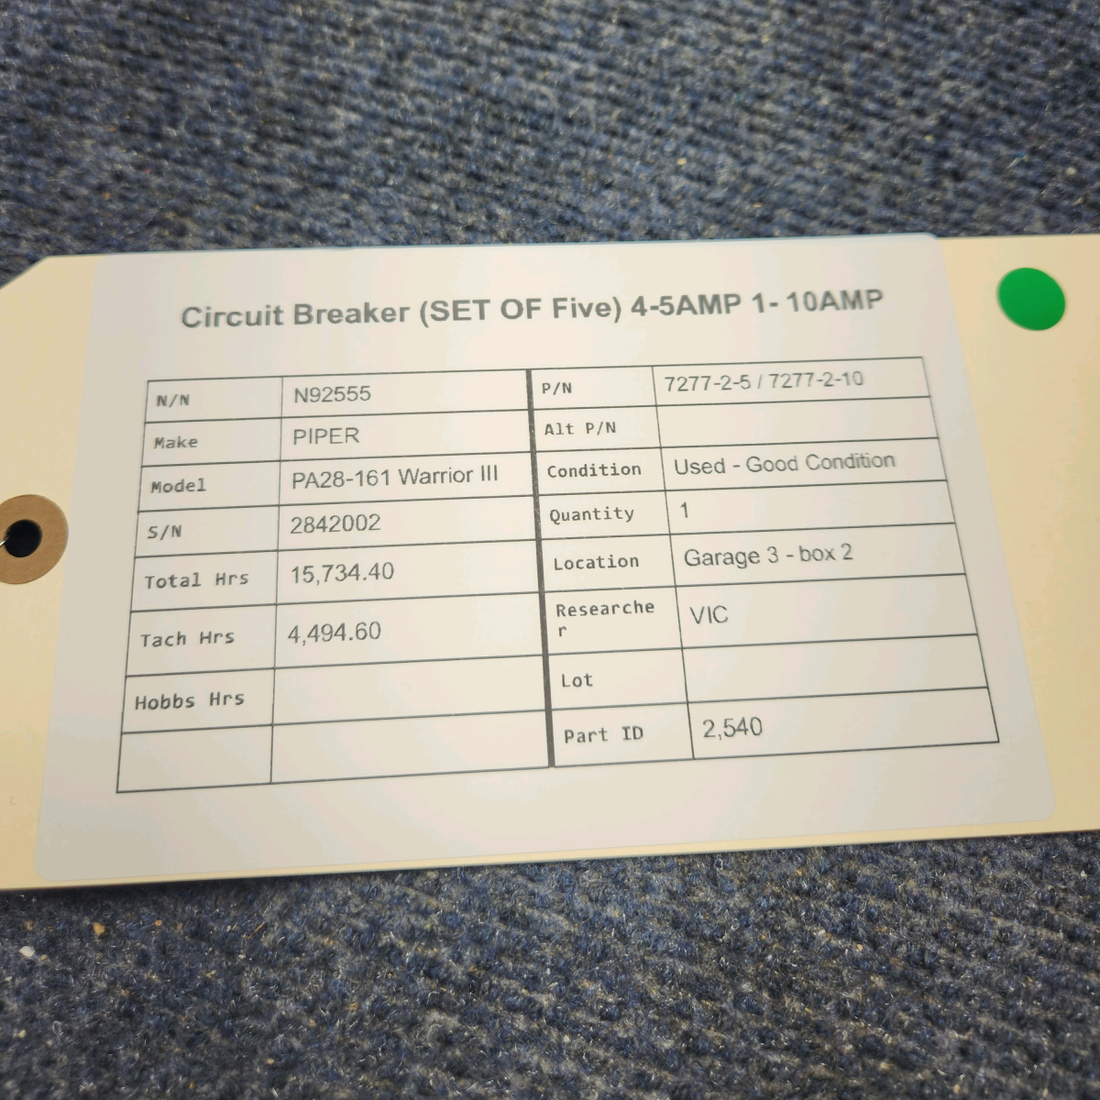 Circuit Breaker (SET OF Five) 4-5AMP 1- 10AMP
N/N N92555
Make PIPER
Model PA28-161 Warrior III
S/N 2842002
Total Hrs 15,734.40
Tach Hrs 4,494.60
Hobbs Hrs
P/N 7277-2-5 / 7277-2-10
Alt P/N
Condition Used - Good Condition
Quantity 1
Location Garage 3 - box 2
Researche
r VIC
Lot
Part ID 2,540